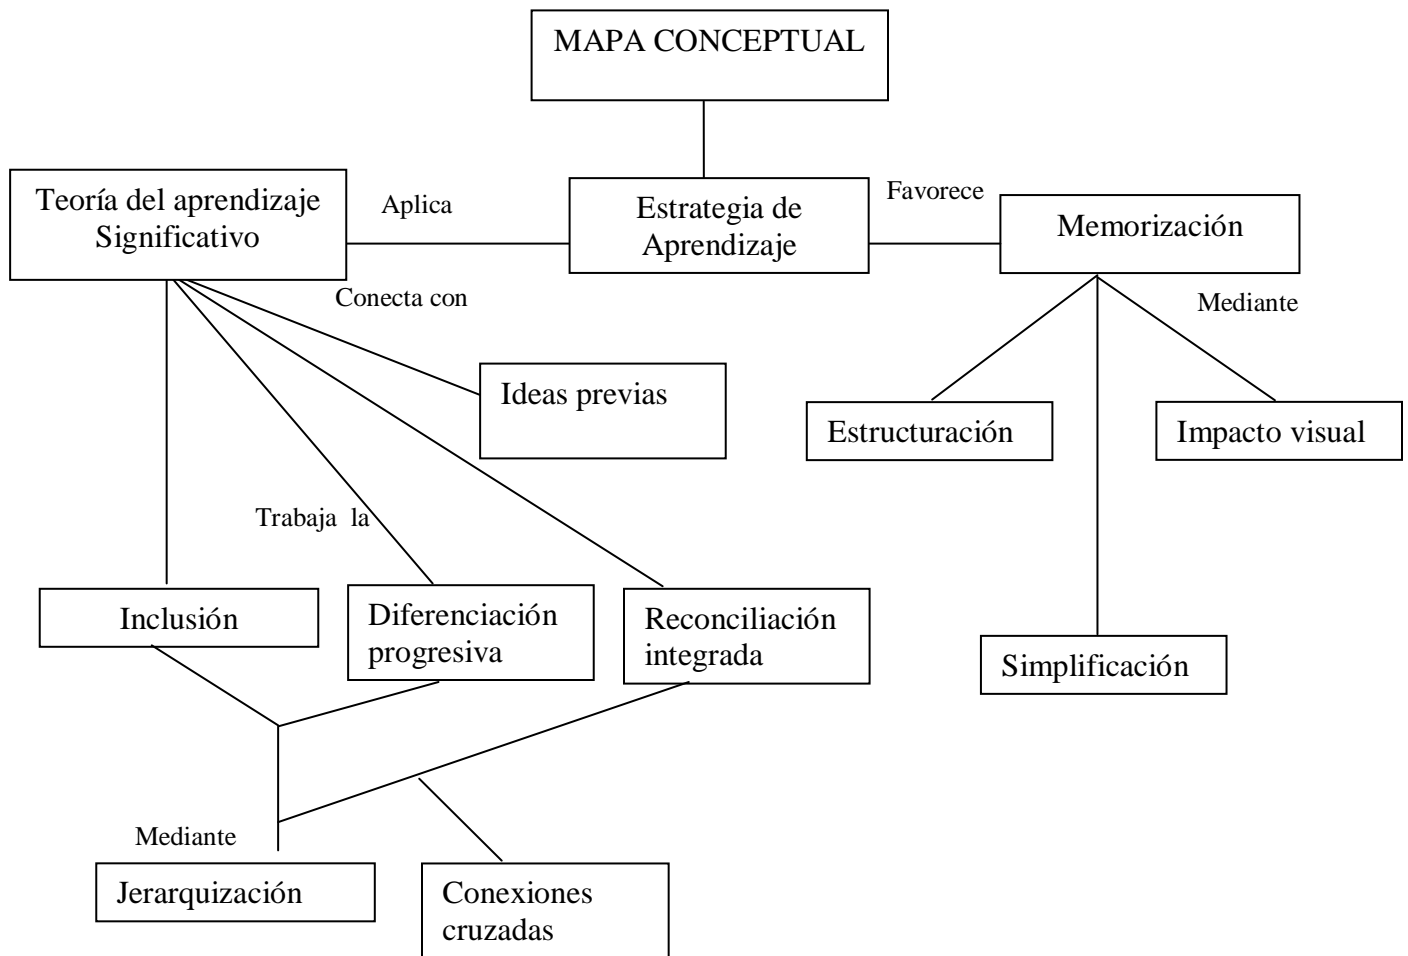 MAPA CONCEPTUAL
Teoría del aprendizaje
Significativo
Aplica
Estrategia de
Aprendizaje
Favorece
Memorización
Conecta con
Mediante
Ideas previas
Estructuración
Impacto visual
Trabaja la
Inclusión
Diferenciación
progresiva
Reconciliación
integrada
Simplificación
Mediante
Jerarquización
Conexiones
cruzadas